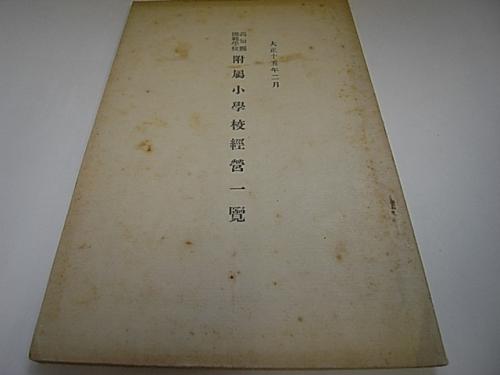 大正十五年二月
高知縣
師範學校
附屬小學校經營一覽